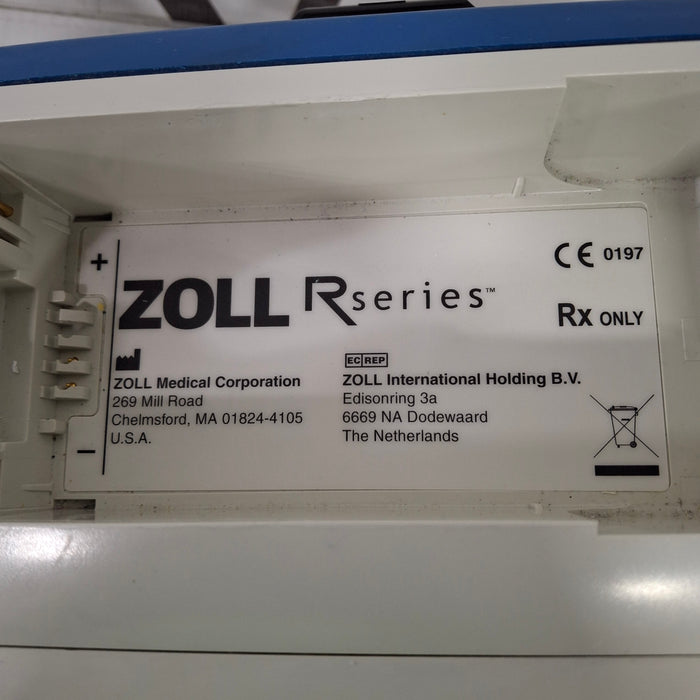 ZOLL R series™
CE 0197
Rx ONLY
ZOLL Medical Corporation
269 Mill Road
Chelmsford, MA 01824-4105
U.S.A.
EC REP
ZOLL International Holding B.V.
Edisonring 3a
6669 NA Dodewaard
The Netherlands
+
−